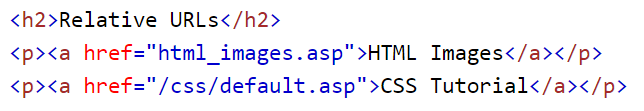 <h2>Relative URLs</h2>
<p><a href="html_images.asp">HTML Images</a></p>
<p><a href="/css/default.asp">CSS Tutorial</a></p>